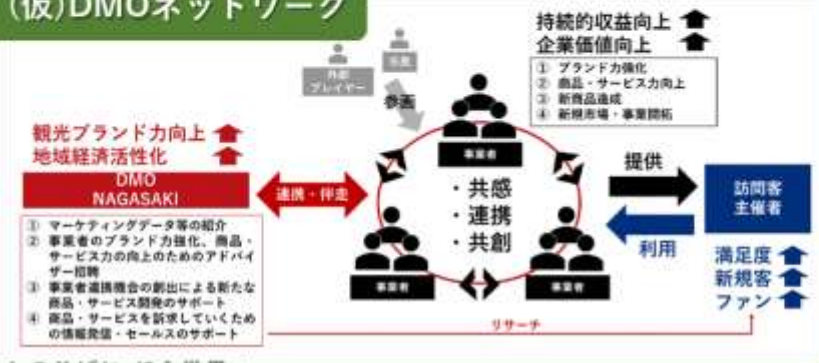 (仮)DMOネットワーク
持続的収益向上
企業価値向上
① ブランド力強化
② 商品・サービス力向上
③ 新商品造成
④ 新規市場・事業開拓
外部
プレイヤー
参画
観光ブランド力向上
地域経済活性化
DMO
NAGASAKI
① マーケティングデータ等の紹介
② 事業者のブランド力強化、商品・
サービス力の向上のためのアドバイ
ザー招聘
③ 事業者連携機会の創出による新たな
商品・サービス開発のサポート
④ 商品・サービスを訴求していくため
の情報発信・セールスのサポート
連携・伴走
事業者
・共感
・連携
・共創
事業者
事業者
提供
利用
訪問客
主催者
満足度
新規客
ファン
リサーチ